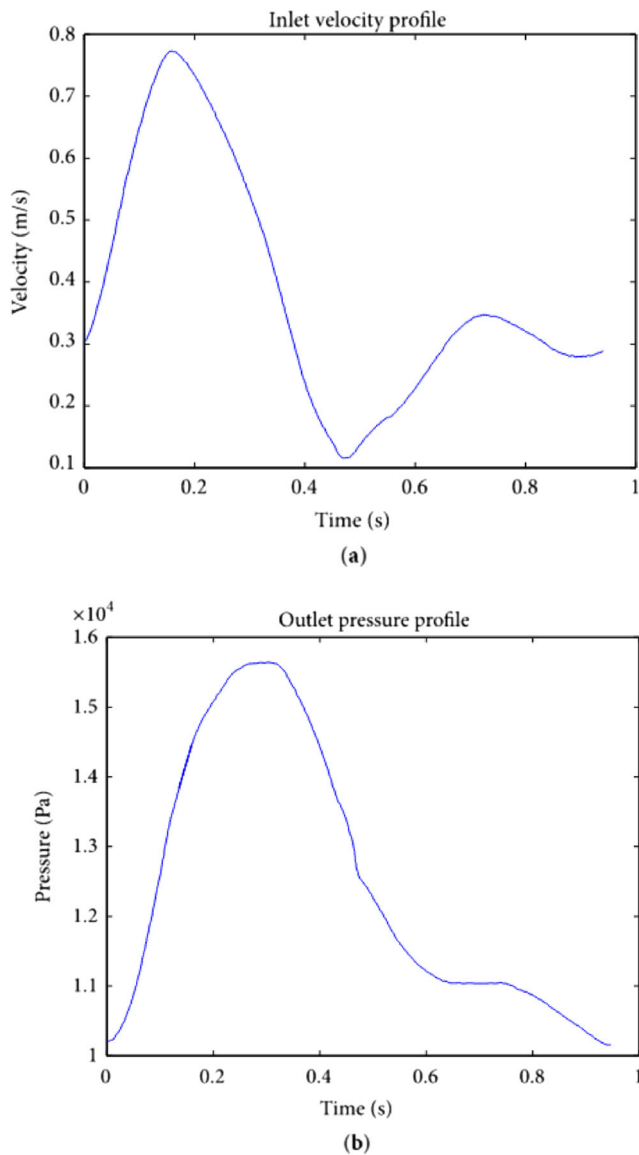 Inlet velocity profile
0.8
0.7
0.6
0.5
0.4
0.3
0.2
0.1
Velocity (m/s)
0 0.2 0.4 0.6 0.8 1
Time (s)
(a)
×10⁴
Outlet pressure profile
1.6
1.5
1.4
1.3
1.2
1.1
1
Pressure (Pa)
0 0.2 0.4 0.6 0.8 1
Time (s)
(b)